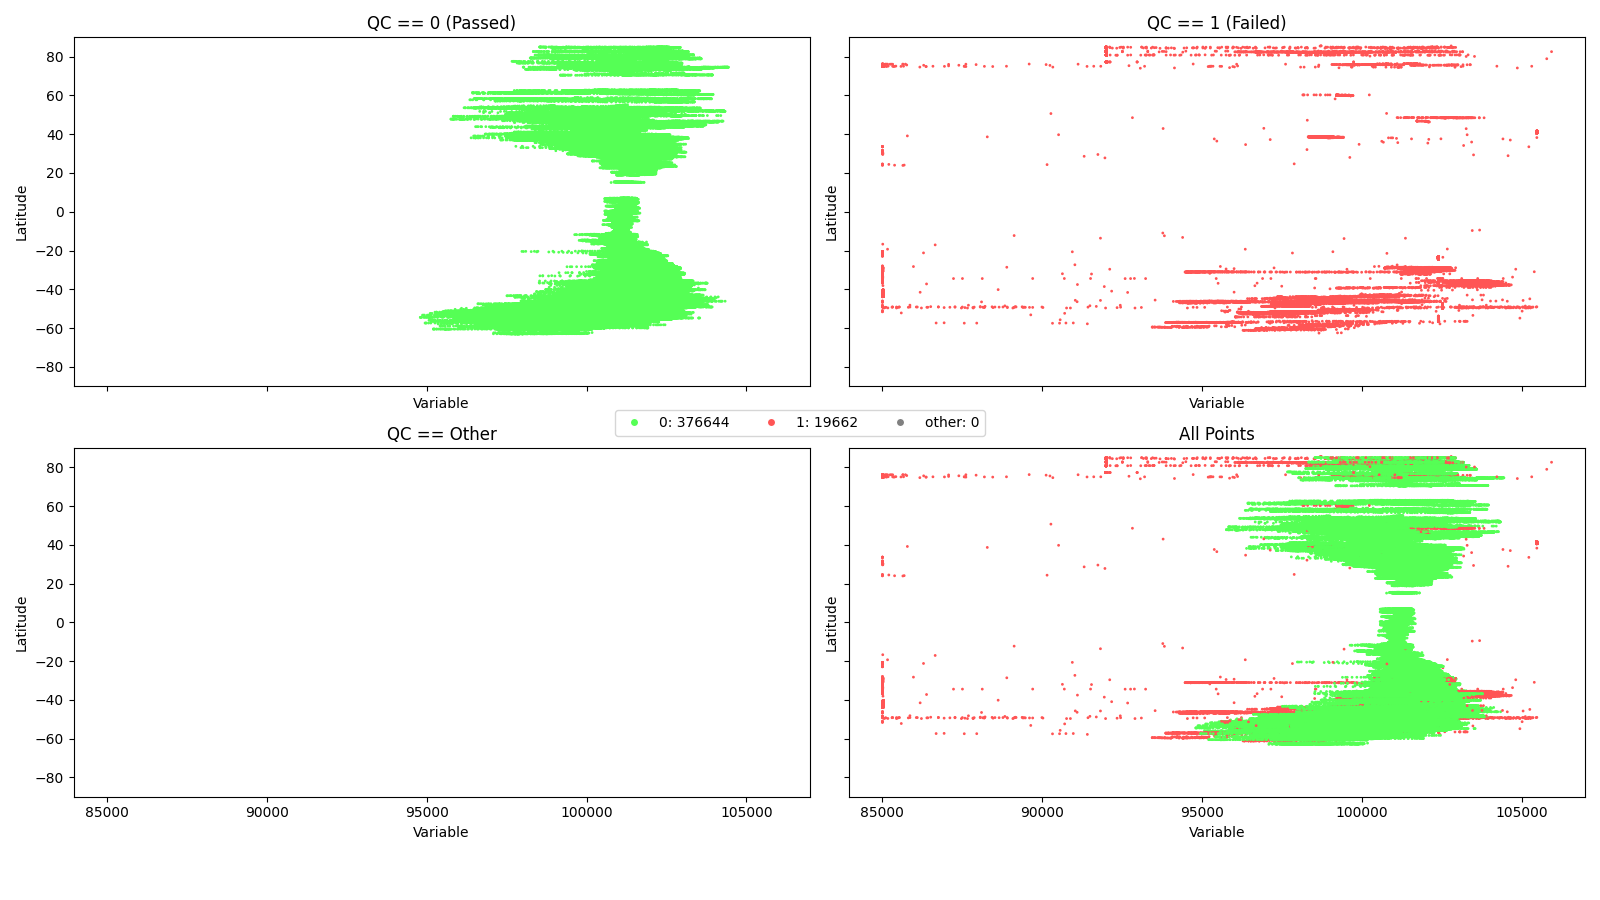 QC == 0 (Passed)
QC == 1 (Failed)
80
60
40
20
0
−20
−40
−60
−80
Latitude
Latitude
Variable
Variable
0: 376644
1: 19662
other: 0
QC == Other
All Points
80
60
40
20
0
−20
−40
−60
−80
Latitude
Latitude
85000
90000
95000
100000
105000
85000
90000
95000
100000
105000
Variable
Variable